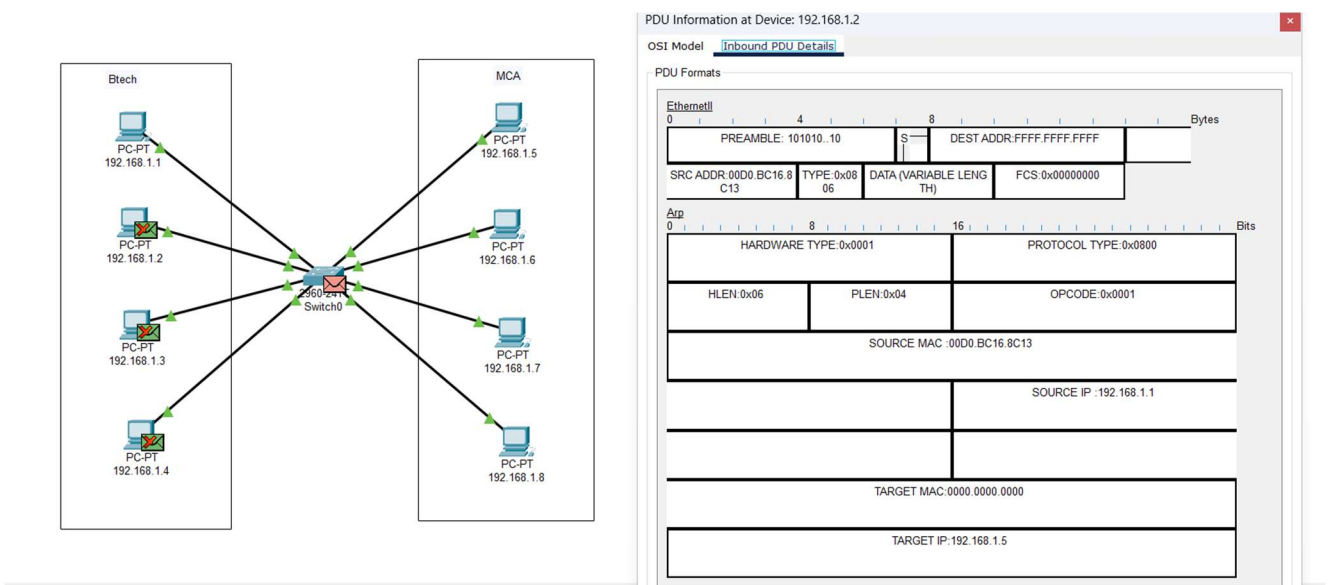 Btech
PC-PT
192.168.1.1
PC-PT
192.168.1.2
PC-PT
192.168.1.3
PC-PT
192.168.1.4
Switch0
MCA
PC-PT
192.168.1.5
PC-PT
192.168.1.6
PC-PT
192.168.1.7
PC-PT
192.168.1.8
PDU Information at Device: 192.168.1.2
OSI Model Inbound PDU Details
PDU Formats
EthernetII
0 4 8 Bytes
PREAMBLE: 101010..10 S DEST ADDR:FFFF.FFFF.FFFF
SRC ADDR:00D0.BC16.8 TYPE:0x08 DATA (VARIABLE LENG FCS:0x00000000
C13 06 TH)
Arp
0 8 16 Bits
HARDWARE TYPE:0x0001 PROTOCOL TYPE:0x0800
HLEN:0x06 PLEN:0x04 OPCODE:0x0001
SOURCE MAC :00D0.BC16.8C13
SOURCE IP :192.168.1.1
TARGET MAC:0000.0000.0000
TARGET IP:192.168.1.5